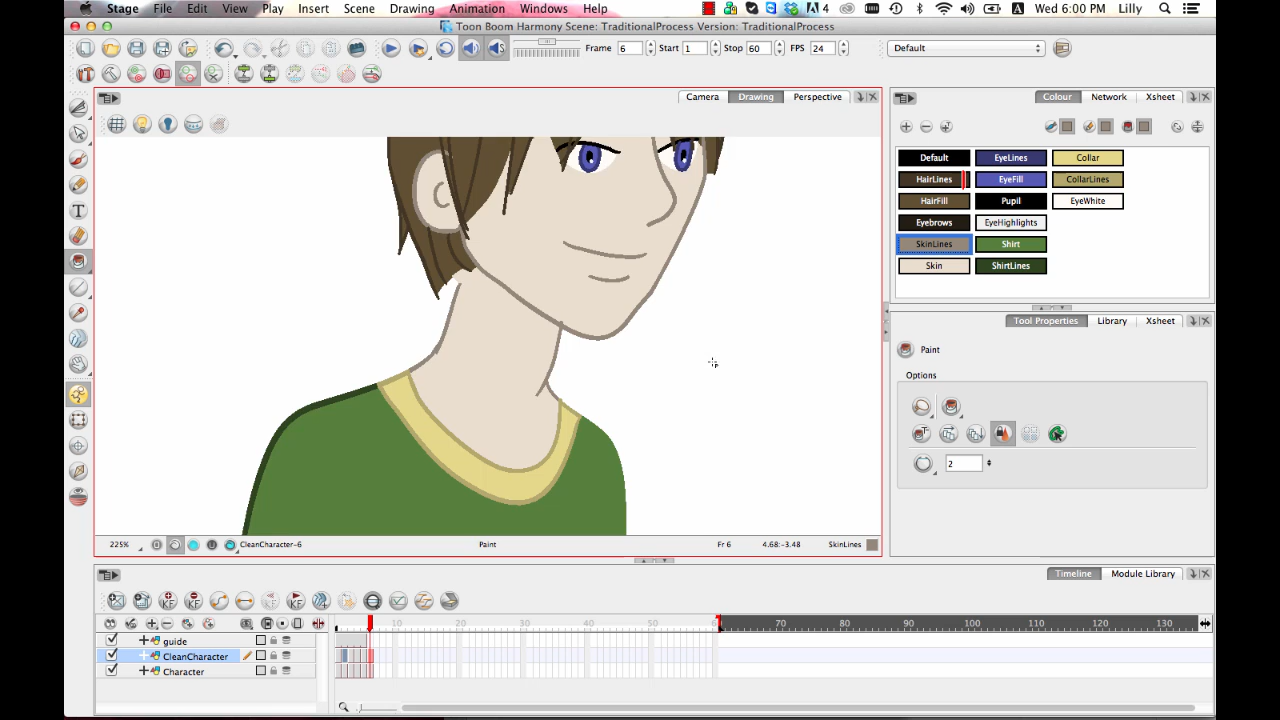 Stage File Edit View Play Insert Scene Drawing Animation Windows Help 4 A Wed 6:00 PM Lilly
Toon Boom Harmony Scene: TraditionalProcess Version: TraditionalProcess
Frame 6 Start 1 Stop 60 FPS 24 Default
Camera Drawing Perspective
Colour Network Xsheet
Default EyeLines Collar
HairLines EyeFill CollarLines
HairFill Pupil EyeWhite
Eyebrows EyeHighlights
SkinLines Shirt
Skin ShirtLines
Tool Properties Library Xsheet
Paint
Options
2
225% CleanCharacter-6 Paint Fr 6 4.68:-3.48 SkinLines
Timeline Module Library
10 20 30 40 50 60 70 80 90 100 110 120 130
guide
CleanCharacter
Character